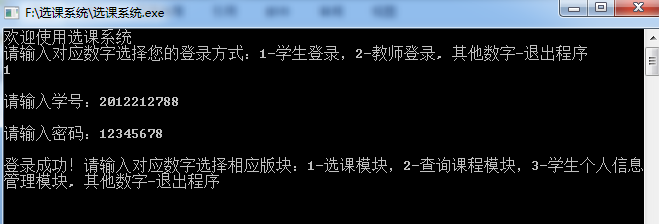 F:\选课系统\选课系统.exe
欢迎使用选课系统
请输入对应数字选择您的登录方式：1-学生登录，2-教师登录。其他数字-退出程序
1
请输入学号：2012212788
请输入密码：12345678
登录成功！请输入对应数字选择相应版块：1-选课模块，2-查询课程模块，3-学生个人信息
管理模块。其他数字-退出程序